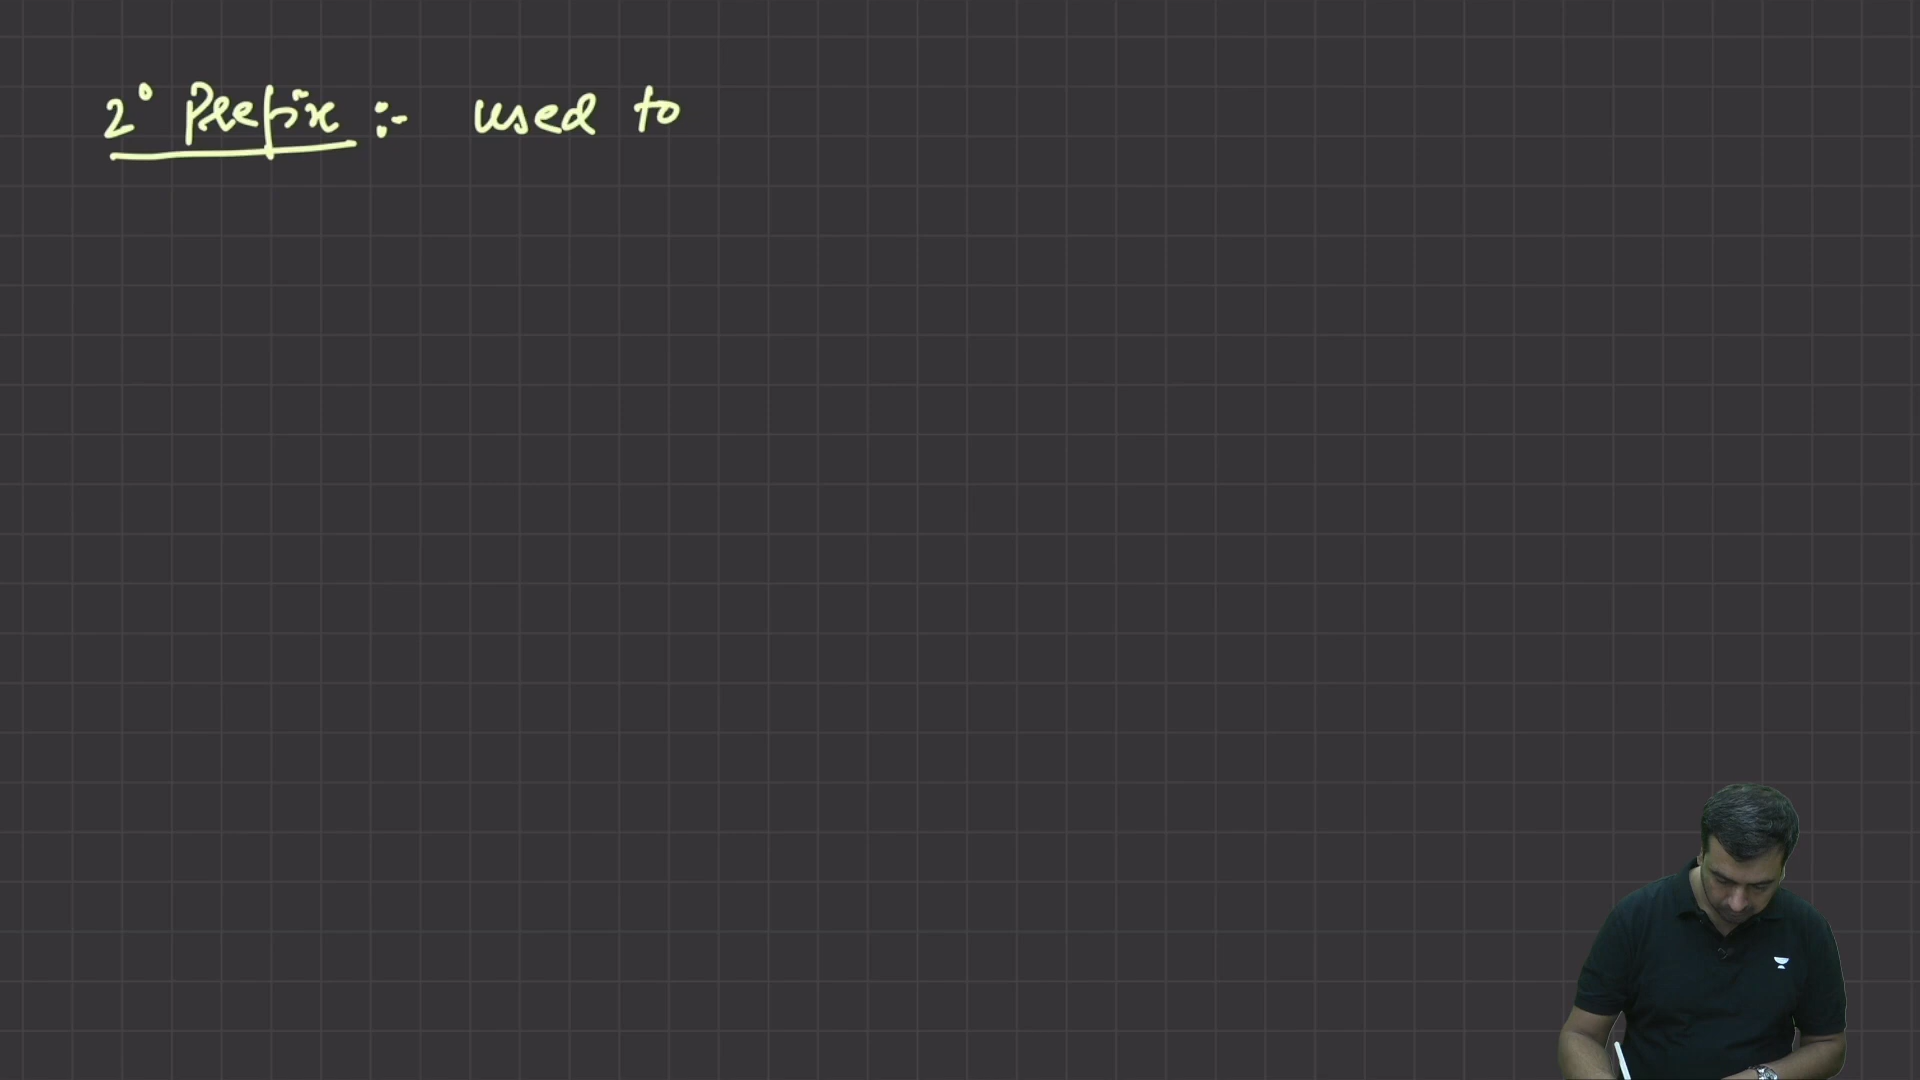 2° Prefix :- used to